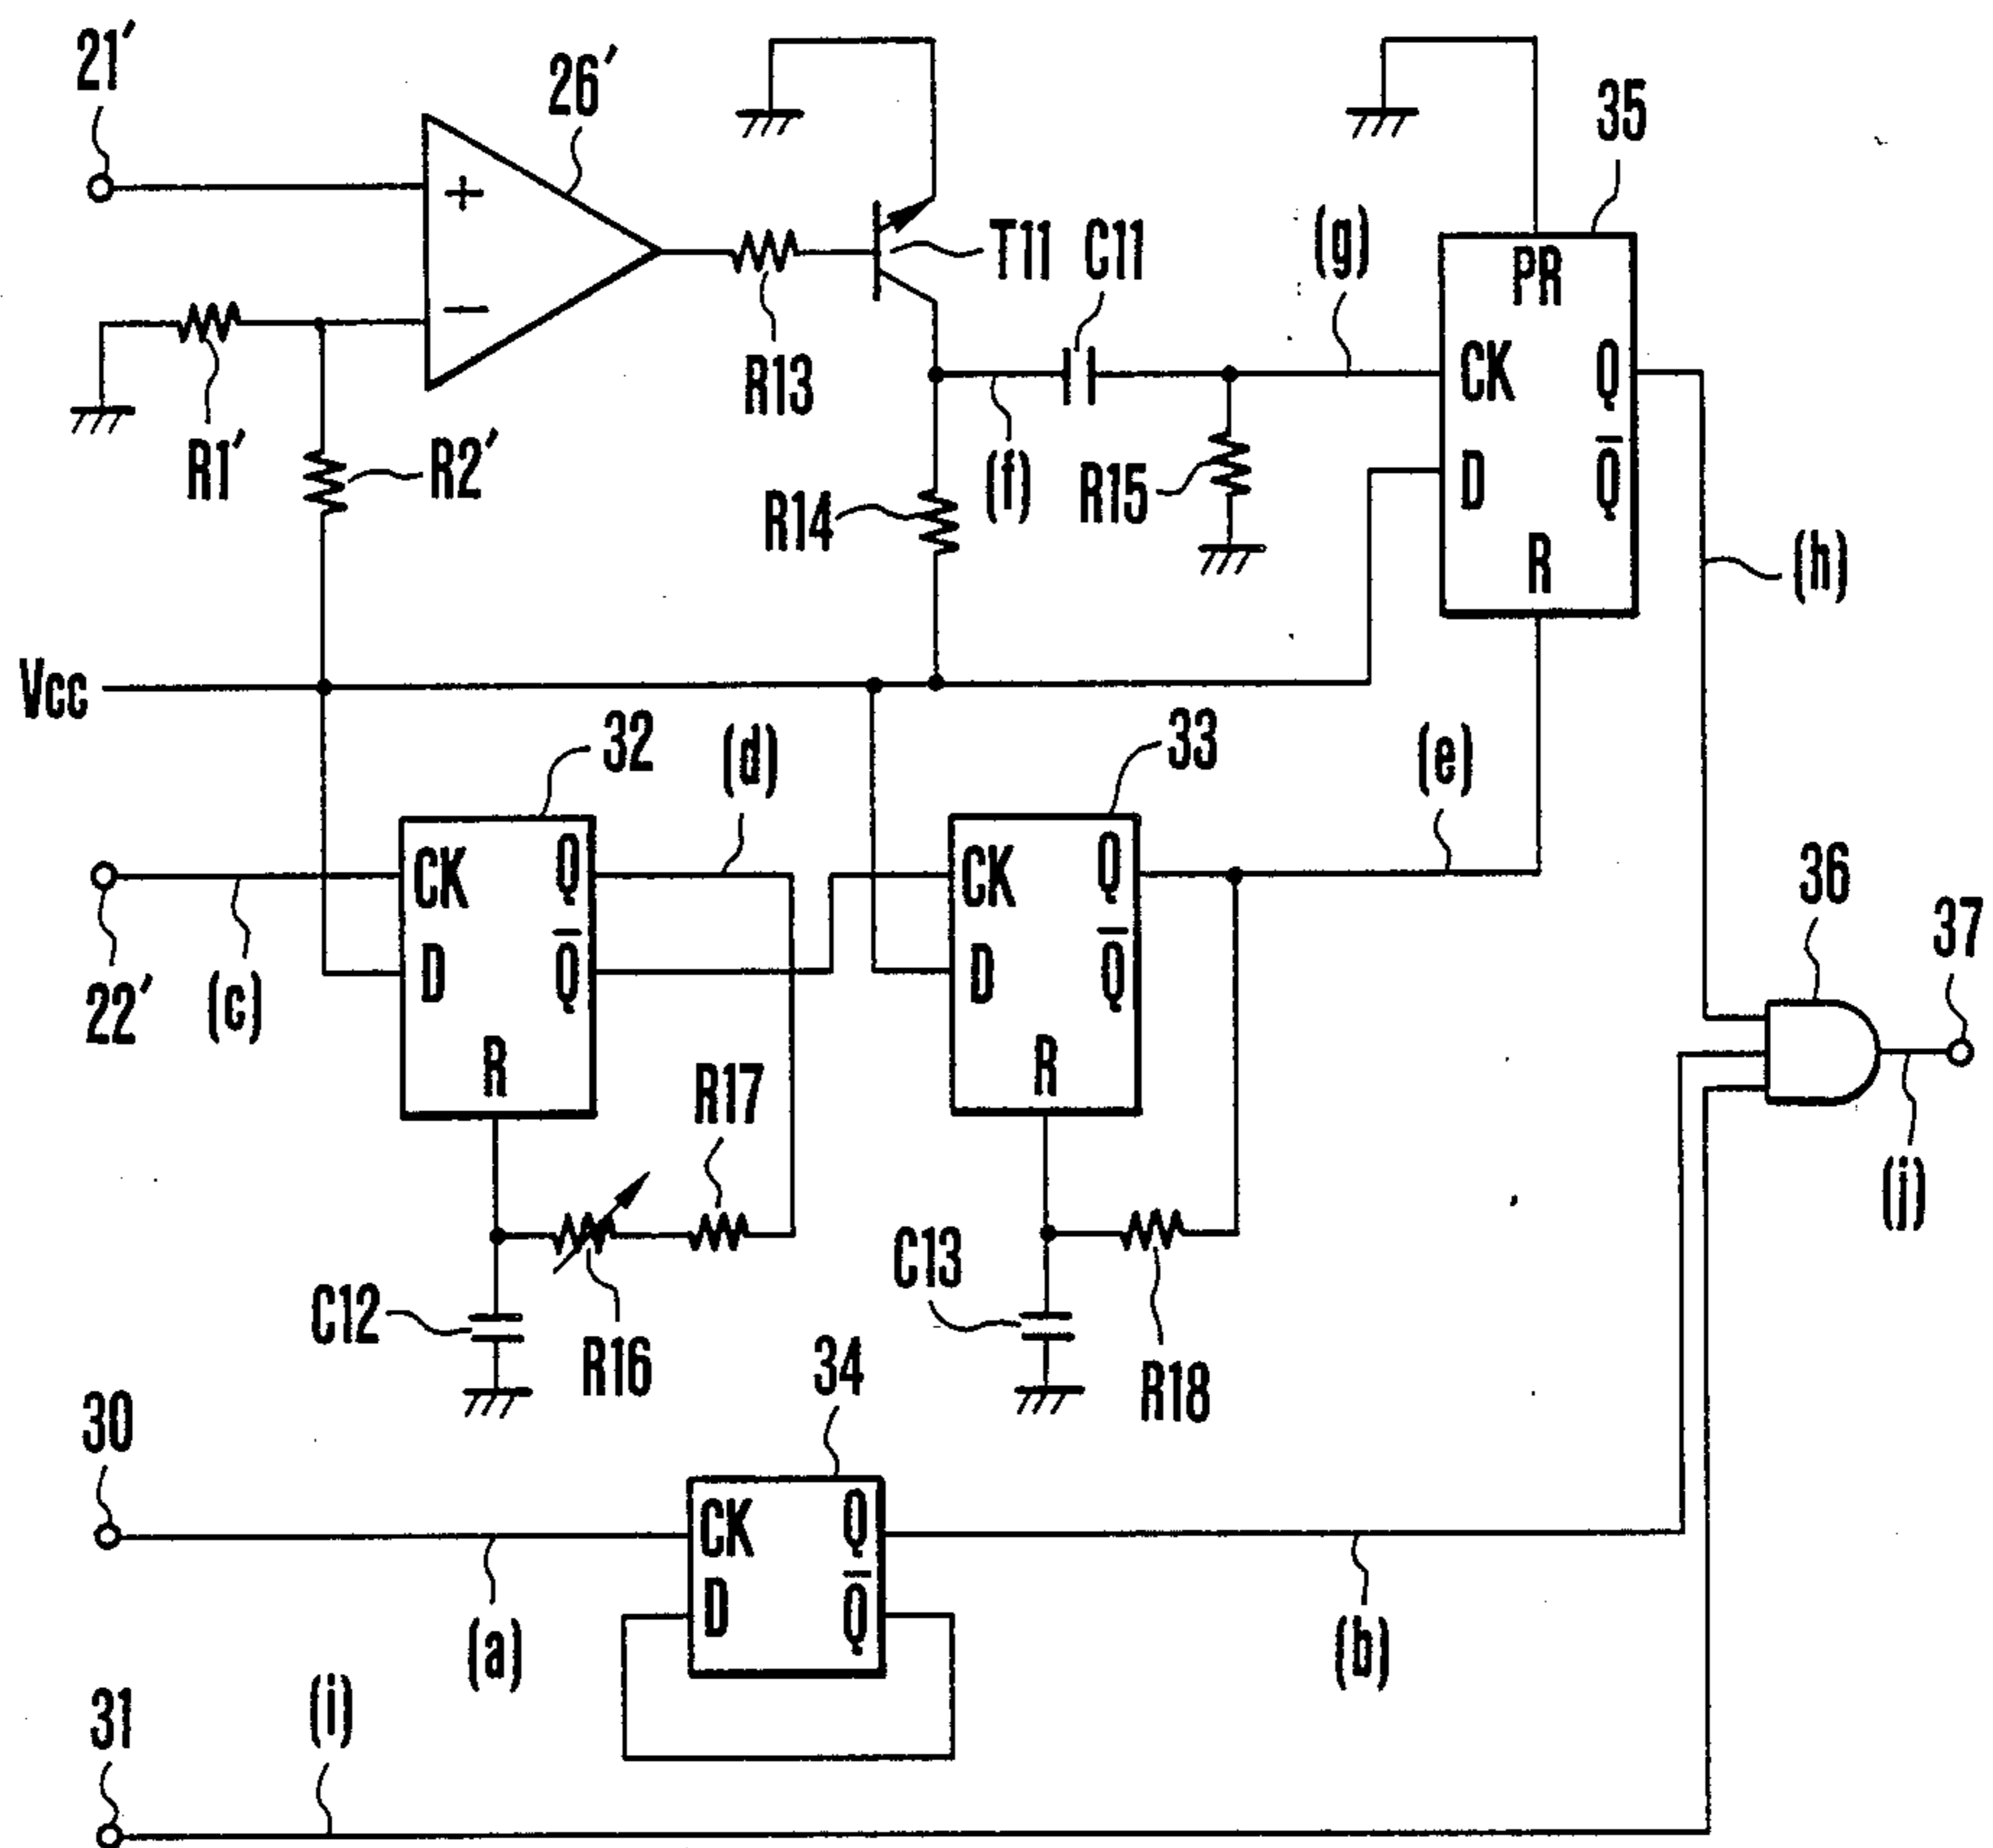 21′
26′
35
+
−
T11
C11
(g)
PR
CK
Q
D
Q̄
R
R13
R1′
R2′
R14
(f)
R15
(h)
Vcc
32
(d)
33
(e)
CK
Q
D
Q̄
R
CK
Q
D
Q̄
R
36
37
22′
(c)
R17
(j)
C12
R16
C13
R18
34
30
CK
Q
D
Q̄
(a)
(b)
31
(i)